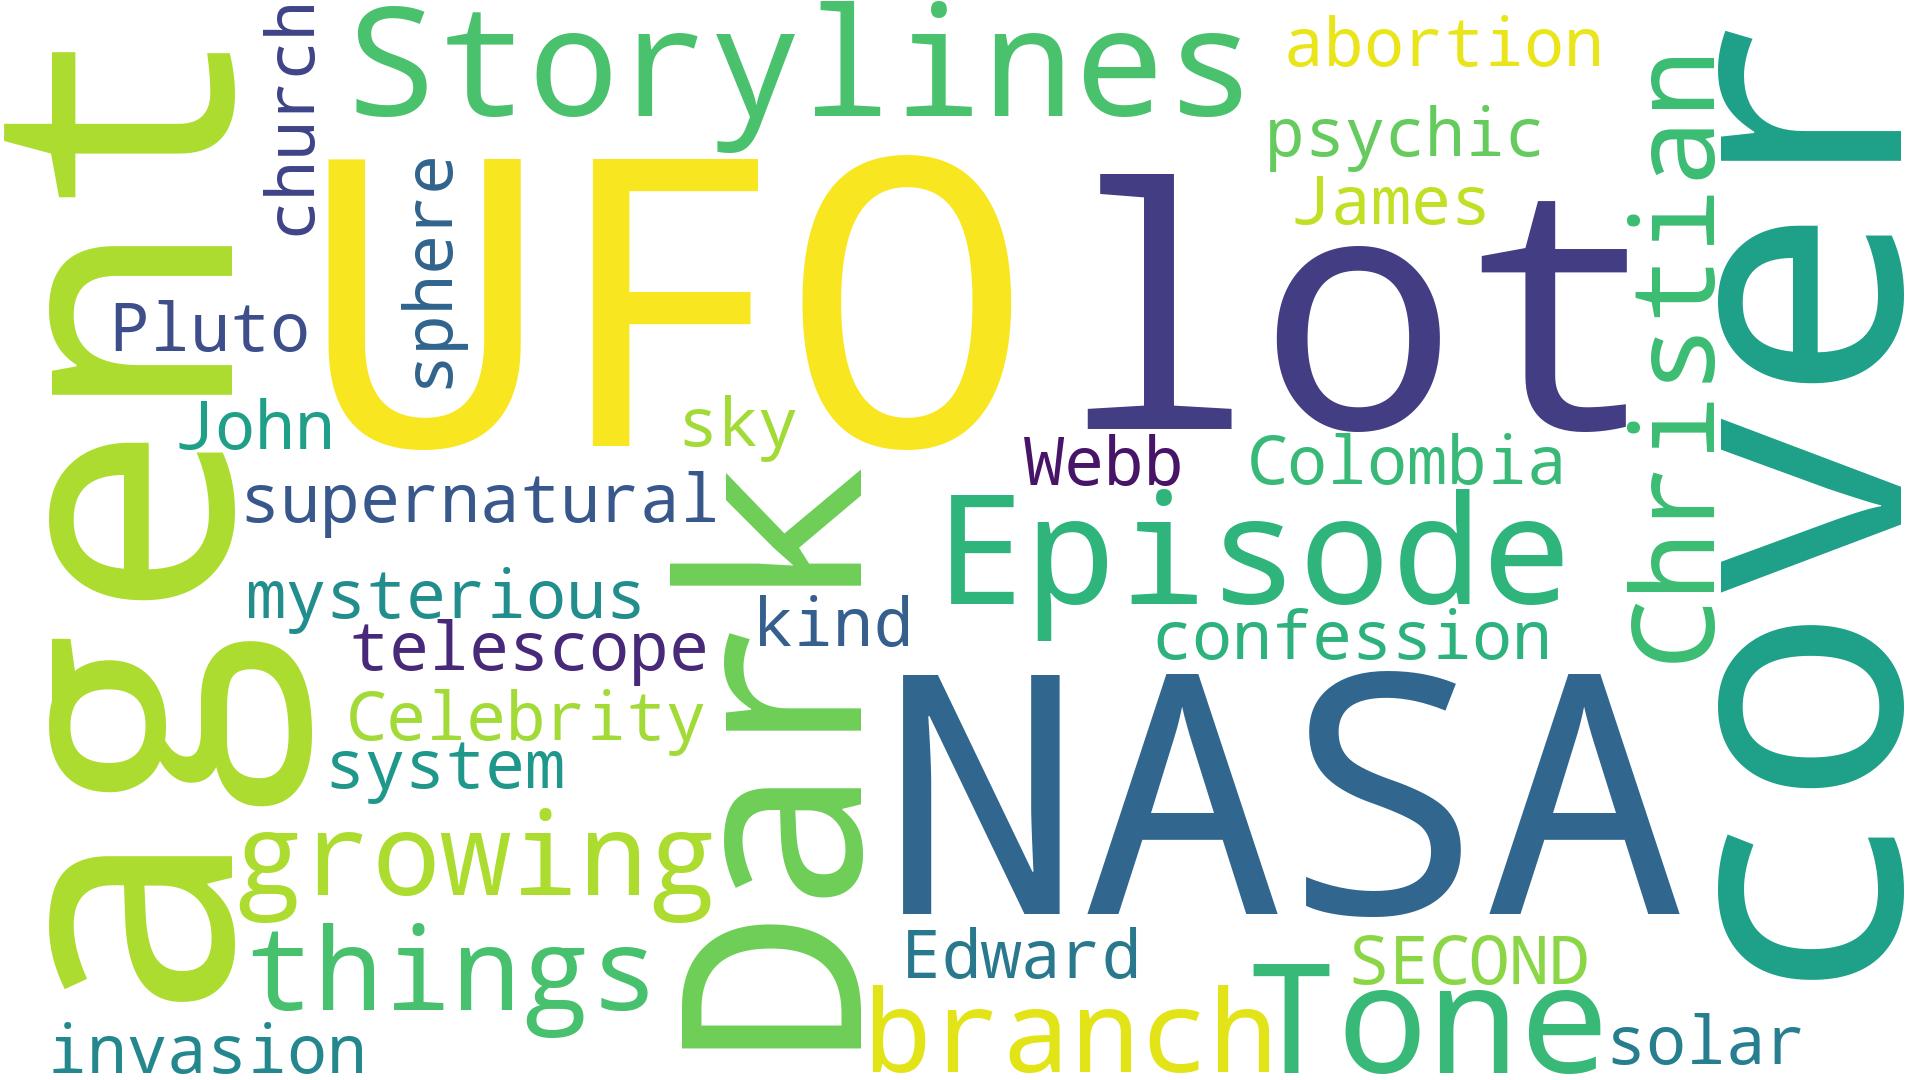 agent
church
Storylines
abortion
psychic
James
Christian
cover
UFO
sphere
lot
Pluto
John
sky
Webb
Colombia
supernatural
Episode
mysterious
kind
confession
telescope
Dark
NASA
Celebrity
system
growing
things
Edward
SECOND
branch
Tone
solar
invasion